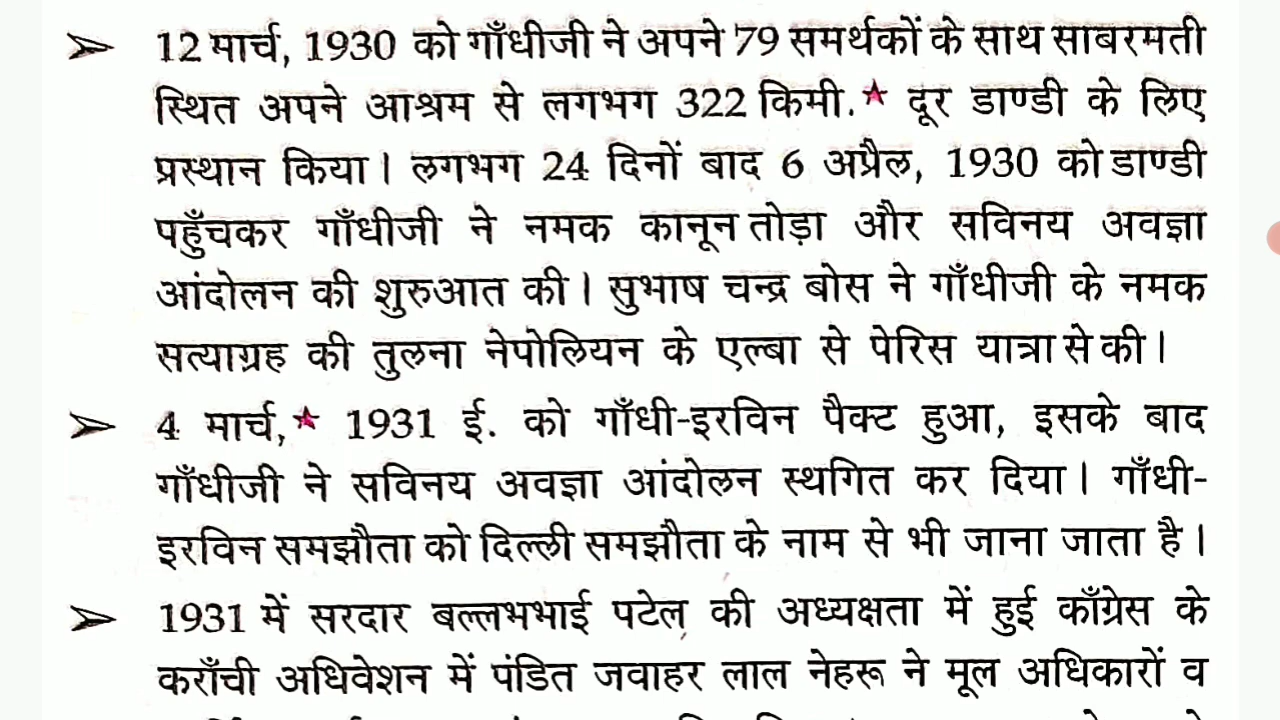 ➢ 12 मार्च, 1930 को गाँधीजी ने अपने 79 समर्थकों के साथ साबरमती
स्थित अपने आश्रम से लगभग 322 किमी.★ दूर डाण्डी के लिए
प्रस्थान किया। लगभग 24 दिनों बाद 6 अप्रैल, 1930 को डाण्डी
पहुँचकर गाँधीजी ने नमक कानून तोड़ा और सविनय अवज्ञा
आंदोलन की शुरुआत की। सुभाष चन्द्र बोस ने गाँधीजी के नमक
सत्याग्रह की तुलना नेपोलियन के एल्बा से पेरिस यात्रा से की।
➢ 4 मार्च,★ 1931 ई. को गाँधी-इरविन पैक्ट हुआ, इसके बाद
गाँधीजी ने सविनय अवज्ञा आंदोलन स्थगित कर दिया। गाँधी-
इरविन समझौता को दिल्ली समझौता के नाम से भी जाना जाता है।
➢ 1931 में सरदार बल्लभभाई पटेल की अध्यक्षता में हुई काँग्रेस के
कराँची अधिवेशन में पंडित जवाहर लाल नेहरू ने मूल अधिकारों व